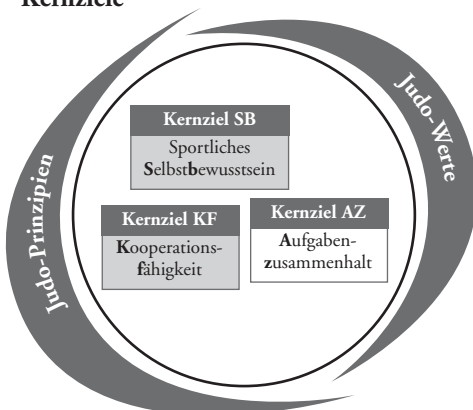 Kernziele
Judo-Werte
Kernziel SB
Sportliches
Selbstbewusstsein
Judo-Prinzipien
Kernziel KF
Kooperations-
fähigkeit
Kernziel AZ
Aufgaben-
zusammenhalt